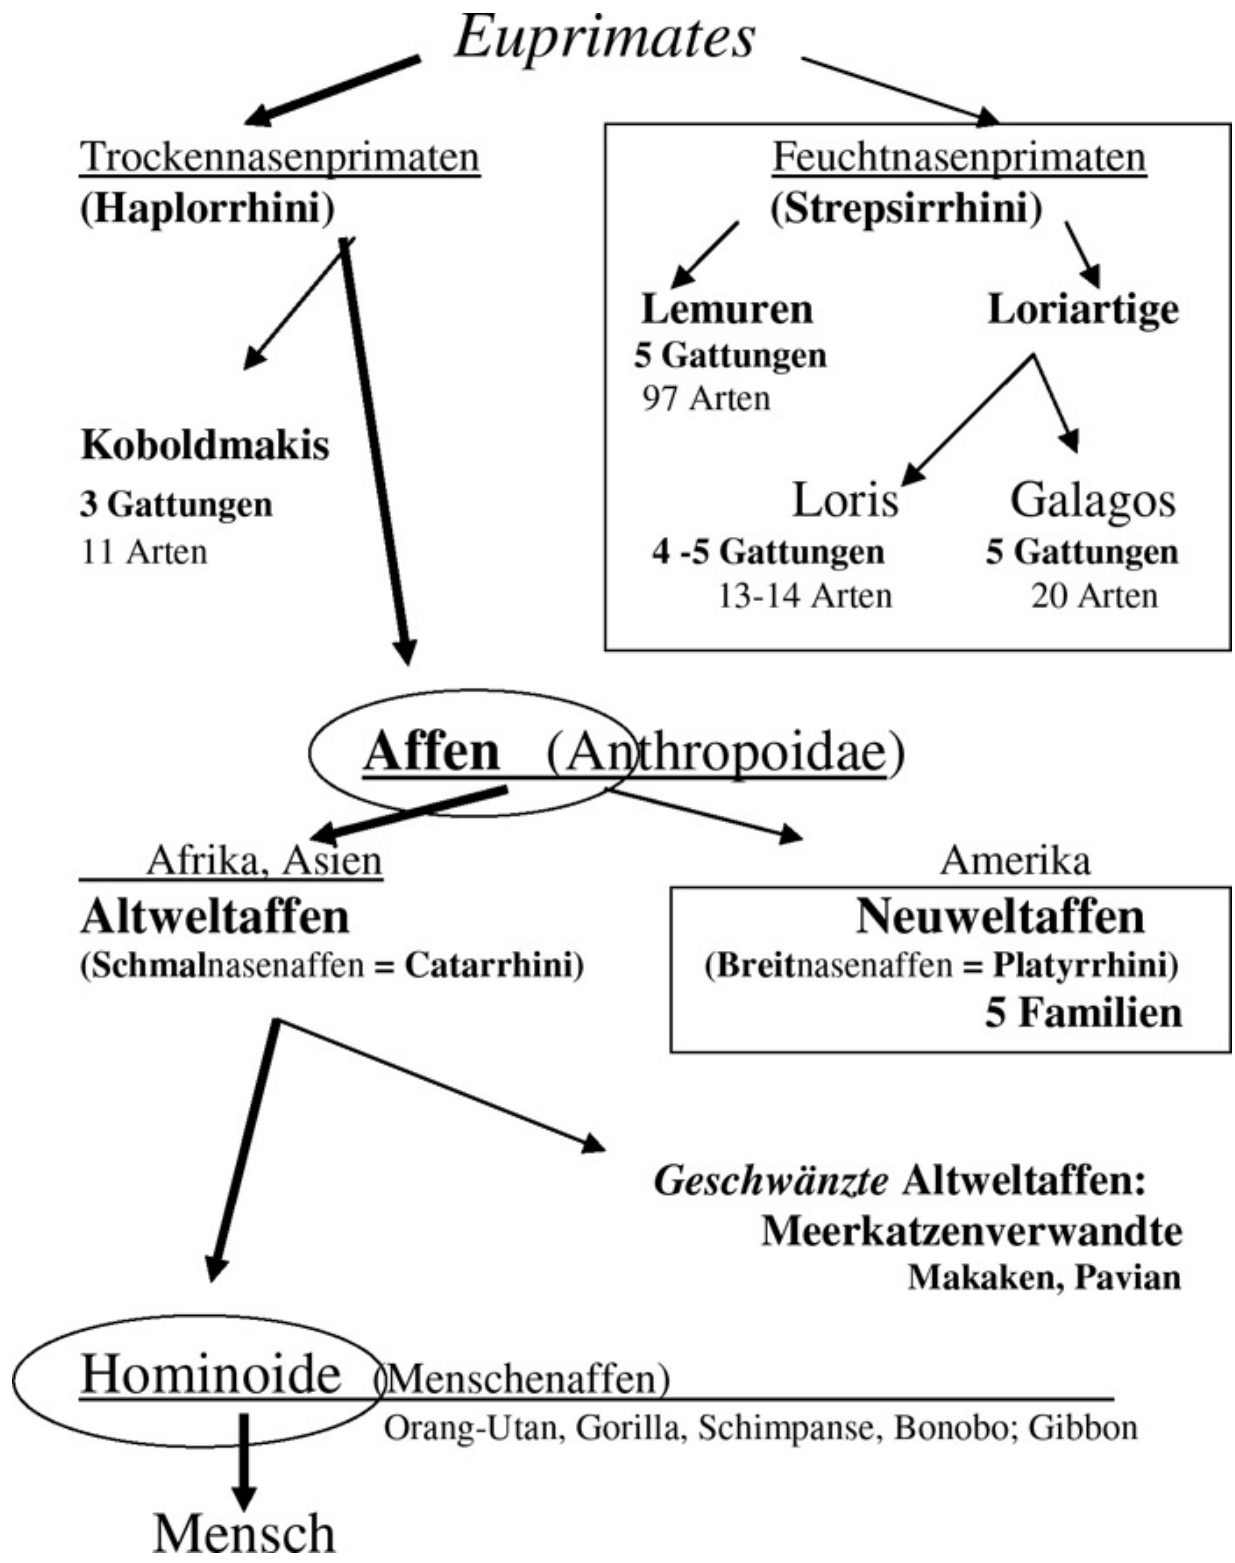 Euprimates
Trockennasenprimaten
(Haplorrhini)
Feuchtnasenprimaten
(Strepsirrhini)
Lemuren
5 Gattungen
97 Arten
Loriartige
Koboldmakis
3 Gattungen
11 Arten
Loris
4 -5 Gattungen
13-14 Arten
Galagos
5 Gattungen
20 Arten
Affen (Anthropoidae)
Afrika, Asien
Altweltaffen
(Schmalnasenaffen = Catarrhini)
Amerika
Neuweltaffen
(Breitnasenaffen = Platyrrhini)
5 Familien
Geschwänzte Altweltaffen:
Meerkatzenverwandte
Makaken, Pavian
Hominoide (Menschenaffen)
Orang-Utan, Gorilla, Schimpanse, Bonobo; Gibbon
Mensch